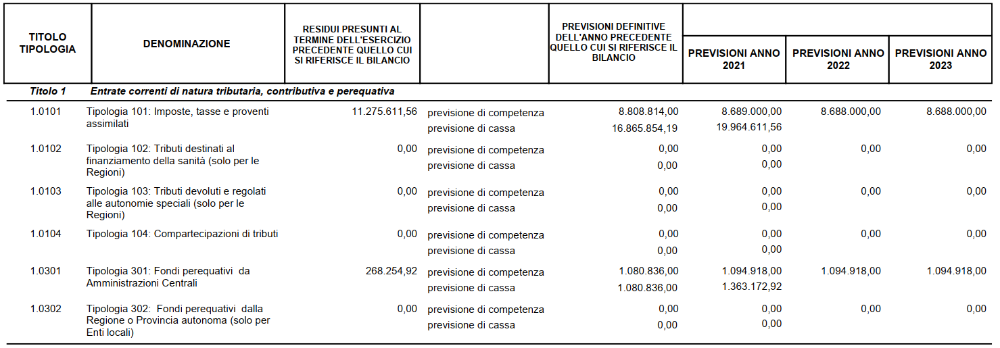 TITOLO
TIPOLOGIA
DENOMINAZIONE
RESIDUI PRESUNTI AL
TERMINE DELL'ESERCIZIO
PRECEDENTE QUELLO CUI
SI RIFERISCE IL BILANCIO
PREVISIONI DEFINITIVE
DELL'ANNO PRECEDENTE
QUELLO CUI SI RIFERISCE IL
BILANCIO
PREVISIONI ANNO
2021
PREVISIONI ANNO
2022
PREVISIONI ANNO
2023
Titolo 1 Entrate correnti di natura tributaria, contributiva e perequativa
1.0101 Tipologia 101: Imposte, tasse e proventi 11.275.611,56 previsione di competenza 8.808.814,00 8.689.000,00 8.688.000,00 8.688.000,00
assimilati previsione di cassa 16.865.854,19 19.964.611,56
1.0102 Tipologia 102: Tributi destinati al 0,00 previsione di competenza 0,00 0,00 0,00 0,00
finanziamento della sanità (solo per le previsione di cassa 0,00 0,00
Regioni)
1.0103 Tipologia 103: Tributi devoluti e regolati 0,00 previsione di competenza 0,00 0,00 0,00 0,00
alle autonomie speciali (solo per le previsione di cassa 0,00 0,00
Regioni)
1.0104 Tipologia 104: Compartecipazioni di tributi 0,00 previsione di competenza 0,00 0,00 0,00 0,00
previsione di cassa 0,00 0,00
1.0301 Tipologia 301: Fondi perequativi da 268.254,92 previsione di competenza 1.080.836,00 1.094.918,00 1.094.918,00 1.094.918,00
Amministrazioni Centrali previsione di cassa 1.080.836,00 1.363.172,92
1.0302 Tipologia 302: Fondi perequativi dalla 0,00 previsione di competenza 0,00 0,00 0,00 0,00
Regione o Provincia autonoma (solo per previsione di cassa 0,00 0,00
Enti locali)